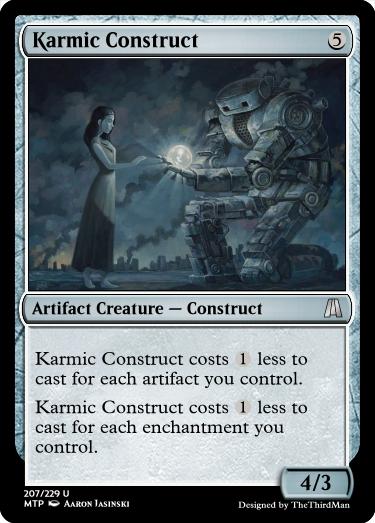 Karmic Construct 5
Artifact Creature — Construct
Karmic Construct costs 1 less to
cast for each artifact you control.
Karmic Construct costs 1 less to
cast for each enchantment you
control.
4/3
207/229 U
MTP Aaron Jasinski
Designed by TheThirdMan